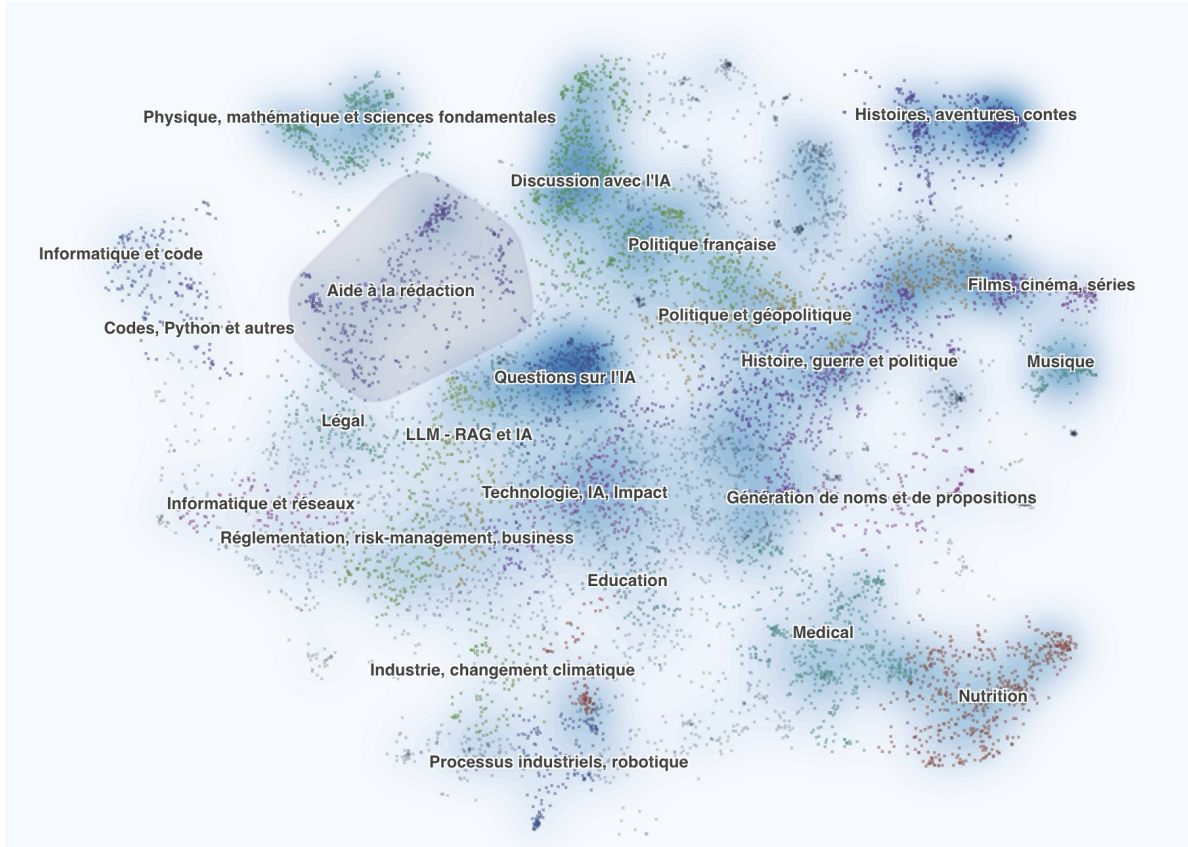 Physique, mathématique et sciences fondamentales
Histoires, aventures, contes
Discussion avec l'IA
Politique française
Informatique et code
Films, cinéma, séries
Aide à la rédaction
Politique et géopolitique
Codes, Python et autres
Histoire, guerre et politique
Musique
Questions sur l'IA
Légal
LLM - RAG et IA
Technologie, IA, Impact
Génération de noms et de propositions
Informatique et réseaux
Réglementation, risk-management, business
Education
Medical
Industrie, changement climatique
Nutrition
Processus industriels, robotique